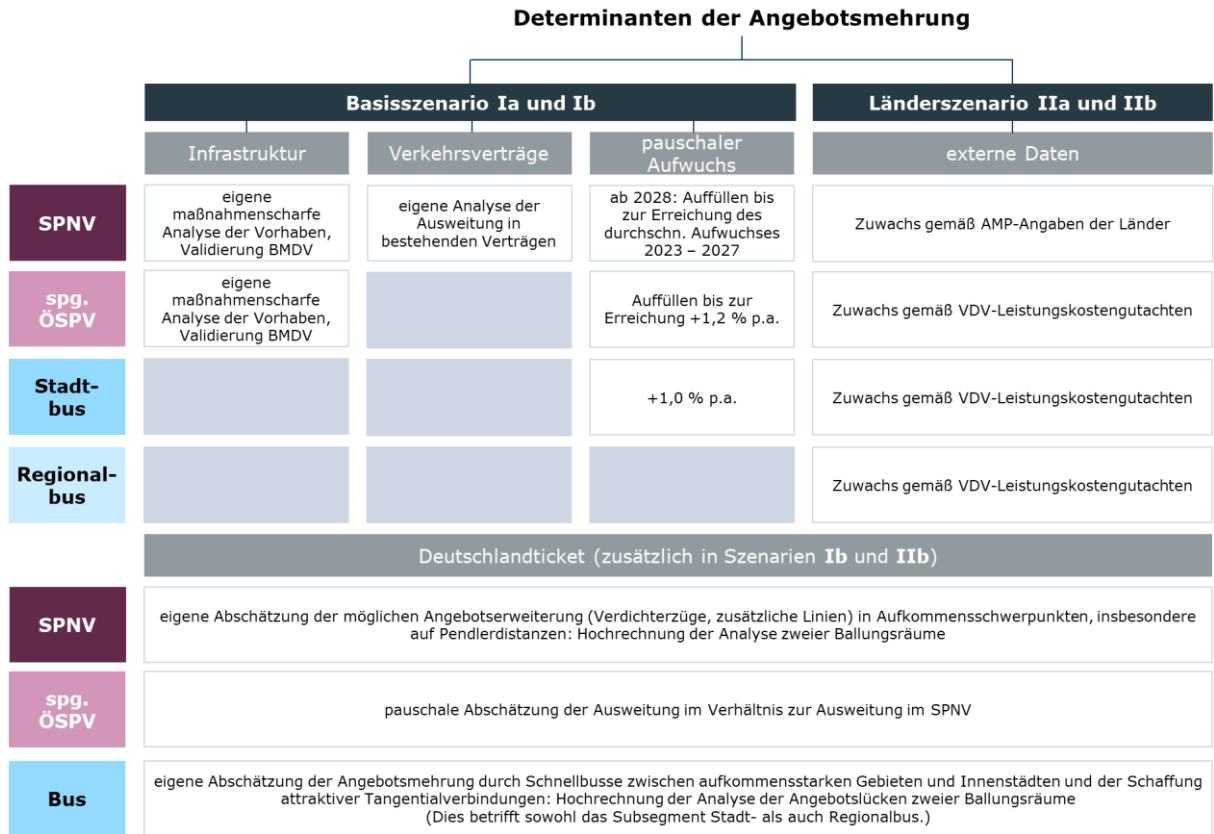 Determinanten der Angebotsmehrung
Basisszenario Ia und Ib
Länderszenario IIa und IIb
Infrastruktur
Verkehrsverträge
pauschaler
Aufwuchs
externe Daten
SPNV
eigene
maßnahmenscharfe
Analyse der Vorhaben,
Validierung BMDV
eigene Analyse der
Ausweitung in
bestehenden Verträgen
ab 2028: Auffüllen bis
zur Erreichung des
durchschn. Aufwuchses
2023 – 2027
Zuwachs gemäß AMP-Angaben der Länder
spg.
ÖSPV
eigene
maßnahmenscharfe
Analyse der Vorhaben,
Validierung BMDV
Auffüllen bis zur
Erreichung +1,2 % p.a.
Zuwachs gemäß VDV-Leistungskostengutachten
Stadt-
bus
+1,0 % p.a.
Zuwachs gemäß VDV-Leistungskostengutachten
Regional-
bus
Zuwachs gemäß VDV-Leistungskostengutachten
Deutschlandticket (zusätzlich in Szenarien Ib und IIb)
SPNV
eigene Abschätzung der möglichen Angebotserweiterung (Verdichterzüge, zusätzliche Linien) in Aufkommensschwerpunkten, insbesondere
auf Pendlerdistanzen: Hochrechnung der Analyse zweier Ballungsräume
spg.
ÖSPV
pauschale Abschätzung der Ausweitung im Verhältnis zur Ausweitung im SPNV
Bus
eigene Abschätzung der Angebotsmehrung durch Schnellbusse zwischen aufkommensstarken Gebieten und Innenstädten und der Schaffung
attraktiver Tangentialverbindungen: Hochrechnung der Analyse der Angebotslücken zweier Ballungsräume
(Dies betrifft sowohl das Subsegment Stadt- als auch Regionalbus.)